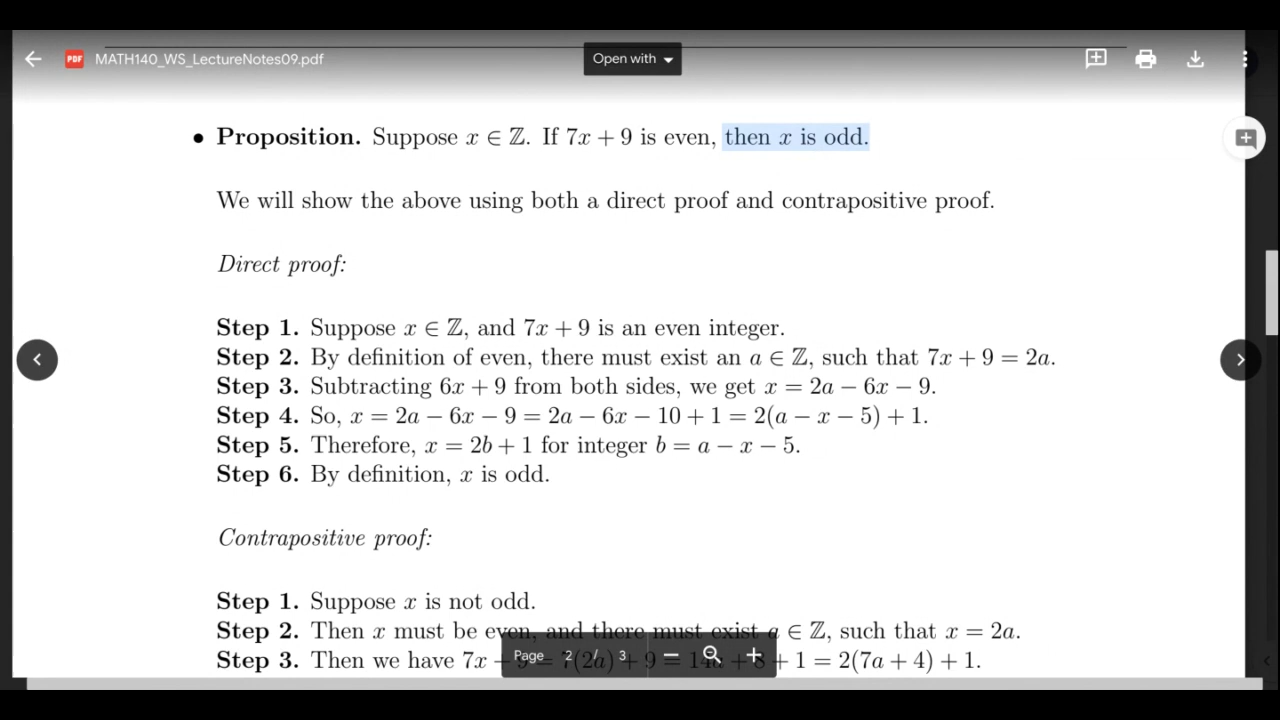 MATH140_WS_LectureNotes09.pdf
Open with
• Proposition. Suppose x ∈ ℤ. If 7x + 9 is even, then x is odd.
We will show the above using both a direct proof and contrapositive proof.
Direct proof:
Step 1. Suppose x ∈ ℤ, and 7x + 9 is an even integer.
Step 2. By definition of even, there must exist an a ∈ ℤ, such that 7x + 9 = 2a.
Step 3. Subtracting 6x + 9 from both sides, we get x = 2a − 6x − 9.
Step 4. So, x = 2a − 6x − 9 = 2a − 6x − 10 + 1 = 2(a − x − 5) + 1.
Step 5. Therefore, x = 2b + 1 for integer b = a − x − 5.
Step 6. By definition, x is odd.
Contrapositive proof:
Step 1. Suppose x is not odd.
Step 2. Then x must be even, and there must exist a ∈ ℤ, such that x = 2a.
Step 3. Then we have 7x + 9 = 7(2a) + 9 = 14a + 8 + 1 = 2(7a + 4) + 1.
Page 2 / 3